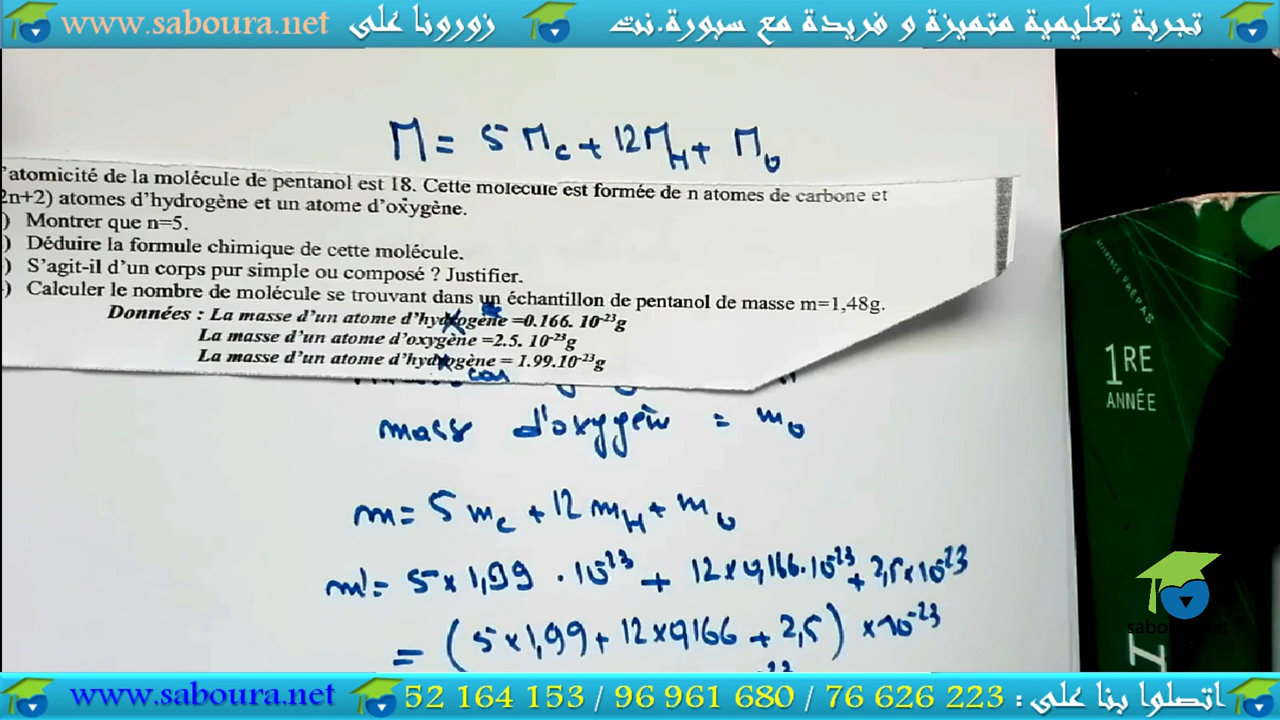 www.saboura.net زورونا على تجربة تعليمية متميزة و فريدة مع سبورة.نت
M = 5 Mc + 12 MH + MO
'atomicité de la molécule de pentanol est 18. Cette molécule est formée de n atomes de carbone et
2n+2) atomes d'hydrogène et un atome d'oxygène.
) Montrer que n=5.
) Déduire la formule chimique de cette molécule.
) S'agit-il d'un corps pur simple ou composé ? Justifier.
) Calculer le nombre de molécule se trouvant dans un échantillon de pentanol de masse m=1,48g.
Données : La masse d'un atome d'hydrogène =0.166. 10⁻²³g
La masse d'un atome d'oxygène =2.5. 10⁻²³g
La masse d'un atome d'hydrogène = 1.99.10⁻²³g
car
masse d'oxygène = mO
m = 5 mc + 12 mH + mO
m' = 5 x 1,99 . 10⁻²³ + 12 x 0,166.10⁻²³ + 2,5 x 10⁻²³
= (5 x 1,99 + 12 x 0,166 + 2,5) x 10⁻²³
RÉFÉRENCE PRÉPAS
1RE
ANNÉE
saboura.net
www.saboura.net 52 164 153 / 96 961 680 / 76 626 223 : اتصلوا بنا على